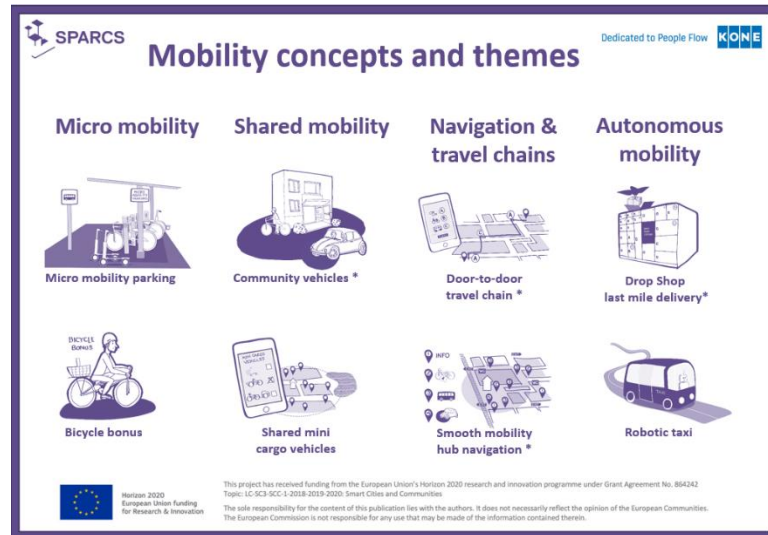 SPARCS
Mobility concepts and themes
Dedicated to People Flow
KONE
Micro mobility
Shared mobility
Navigation &
travel chains
Autonomous
mobility
Micro mobility parking
Community vehicles *
Door-to-door
travel chain *
Drop Shop
last mile delivery*
BICYCLE
BONUS
Bicycle bonus
Shared mini
cargo vehicles
INFO
Smooth mobility
hub navigation *
Robotic taxi
Horizon 2020
European Union funding
for Research & Innovation
This project has received funding from the European Union's Horizon 2020 research and innovation programme under Grant Agreement No. 864242
Topic: LC-SC3-SCC-1-2018-2019-2020: Smart Cities and Communities
The sole responsibility for the content of this publication lies with the authors. It does not necessarily reflect the opinion of the European Communities.
The European Commission is not responsible for any use that may be made of the information contained therein.